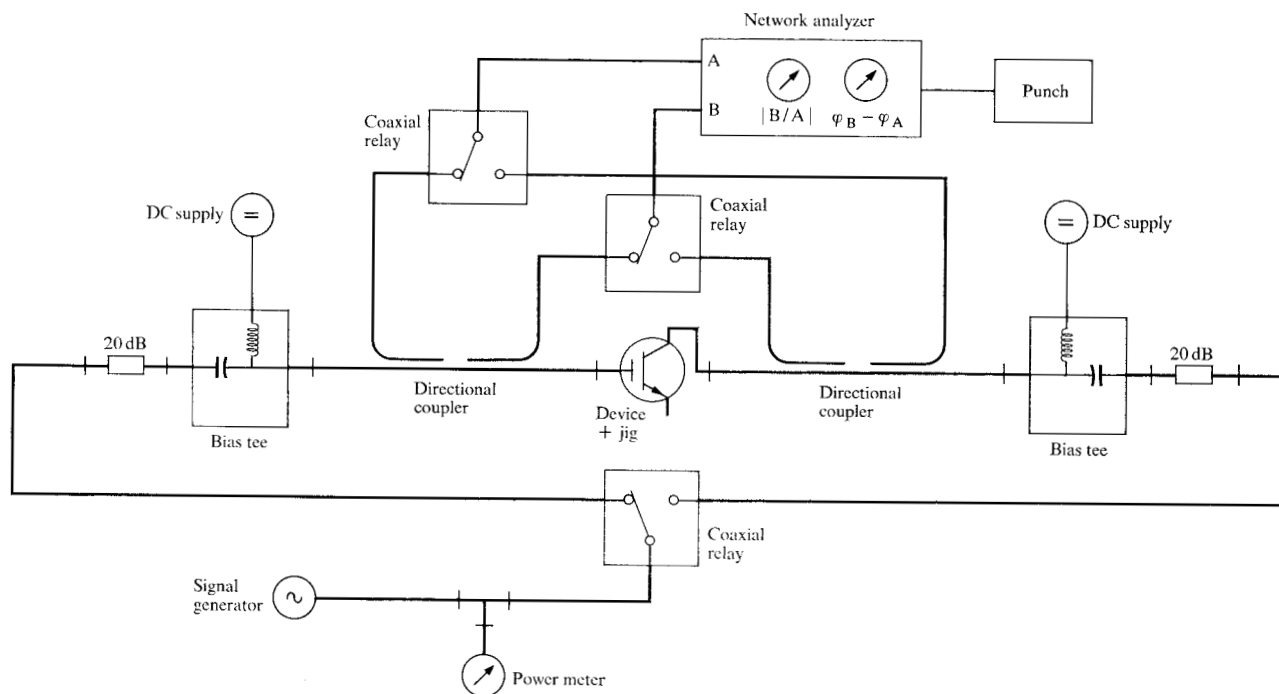 Network analyzer
A
B
|B/A|
φB − φA
Punch
Coaxial
relay
Coaxial
relay
DC supply
=
=
DC supply
20 dB
20 dB
Directional
coupler
Directional
coupler
Device
+ jig
Bias tee
Bias tee
Coaxial
relay
Signal
generator
~
Power meter